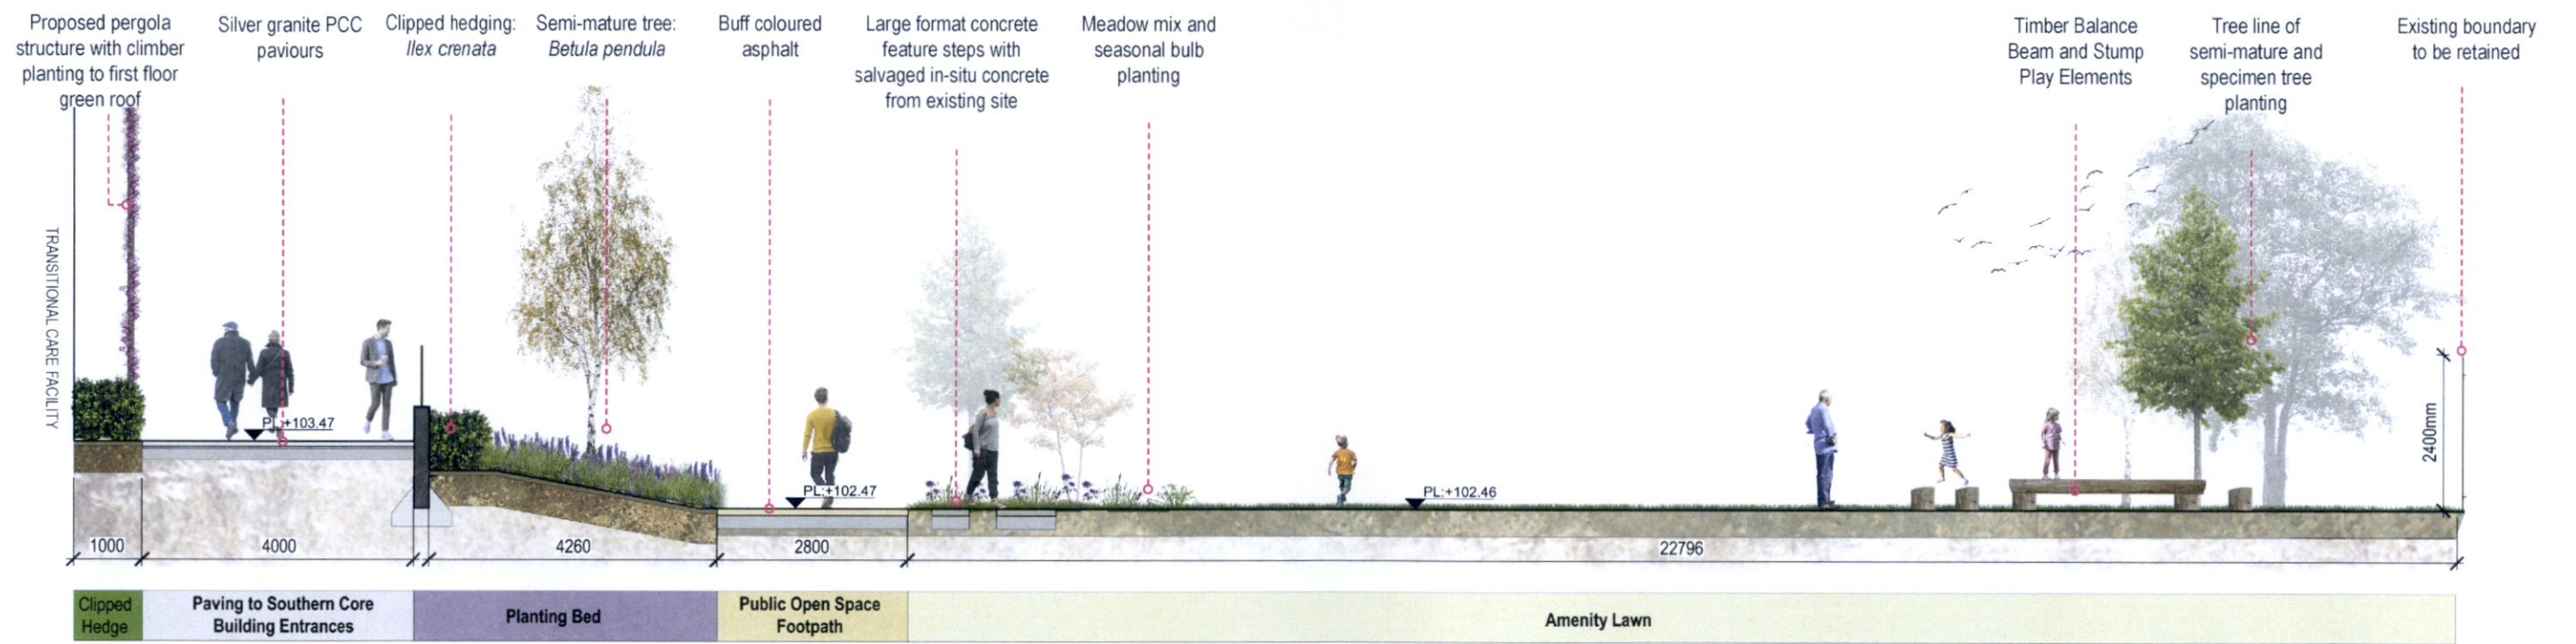 Proposed pergola
structure with climber
planting to first floor
green roof
Silver granite PCC
paviours
Clipped hedging:
Ilex crenata
Semi-mature tree:
Betula pendula
Buff coloured
asphalt
Large format concrete
feature steps with
salvaged in-situ concrete
from existing site
Meadow mix and
seasonal bulb
planting
Timber Balance
Beam and Stump
Play Elements
Tree line of
semi-mature and
specimen tree
planting
Existing boundary
to be retained
TRANSITIONAL CARE FACILITY
PL:+103.47
PL:+102.47
PL:+102.46
2400mm
1000
4000
4260
2800
22796
Clipped
Hedge
Paving to Southern Core
Building Entrances
Planting Bed
Public Open Space
Footpath
Amenity Lawn